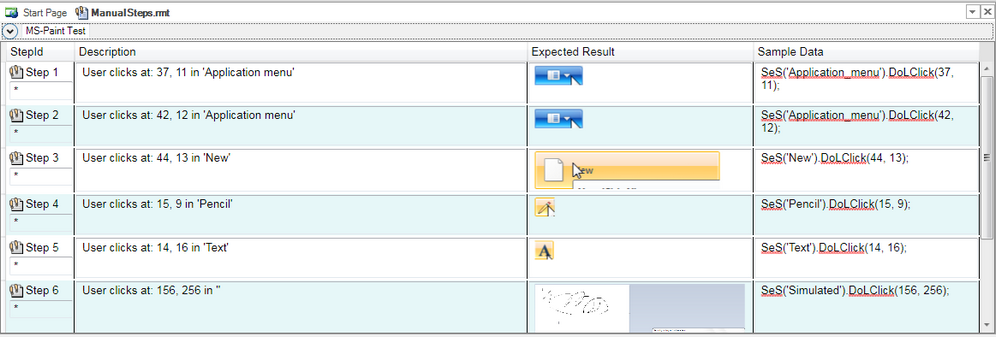 Start Page ManualSteps.rmt
MS-Paint Test
StepId Description Expected Result Sample Data
Step 1 User clicks at: 37, 11 in 'Application menu' SeS('Application_menu').DoLClick(37,
11);
*
Step 2 User clicks at: 42, 12 in 'Application menu' SeS('Application_menu').DoLClick(42,
12);
*
Step 3 User clicks at: 44, 13 in 'New' SeS('New').DoLClick(44, 13);
*
Step 4 User clicks at: 15, 9 in 'Pencil' SeS('Pencil').DoLClick(15, 9);
*
Step 5 User clicks at: 14, 16 in 'Text' A SeS('Text').DoLClick(14, 16);
*
Step 6 User clicks at: 156, 256 in '' SeS('Simulated').DoLClick(156, 256);
*